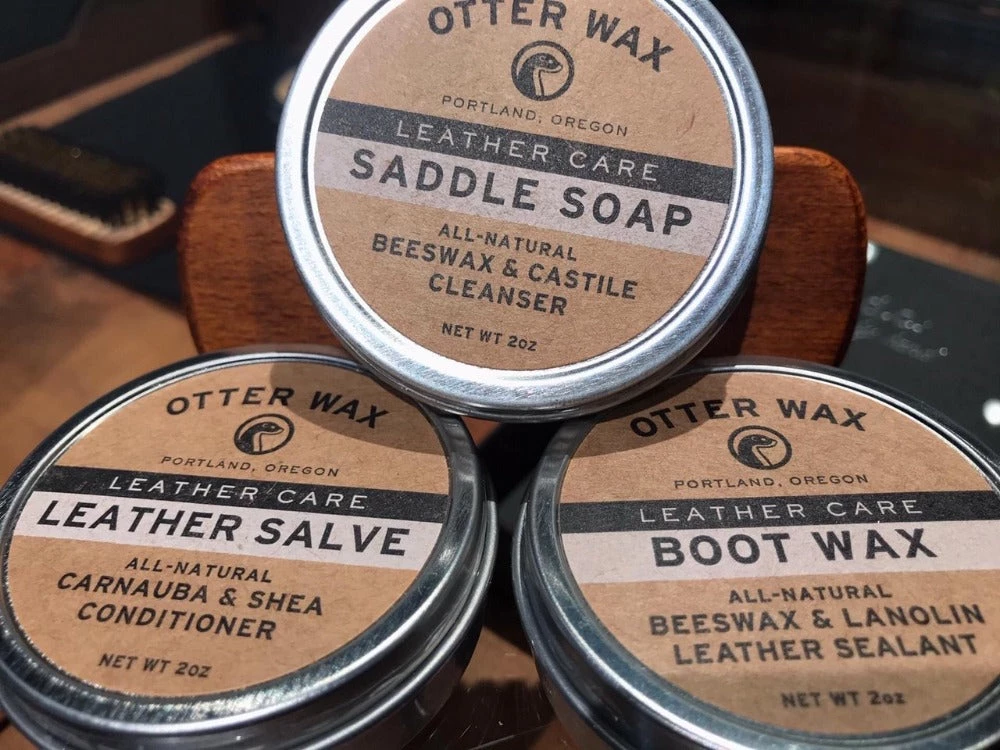 OTTER WAX
PORTLAND, OREGON
LEATHER CARE
SADDLE SOAP
ALL-NATURAL
BEESWAX & CASTILE
CLEANSER
NET WT 2oz
OTTER WAX
PORTLAND, OREGON
LEATHER CARE
LEATHER SALVE
ALL-NATURAL
CARNAUBA & SHEA
CONDITIONER
NET WT 2oz
OTTER WAX
PORTLAND, OREGON
LEATHER CARE
BOOT WAX
ALL-NATURAL
BEESWAX & LANOLIN
LEATHER SEALANT
NET WT 2oz